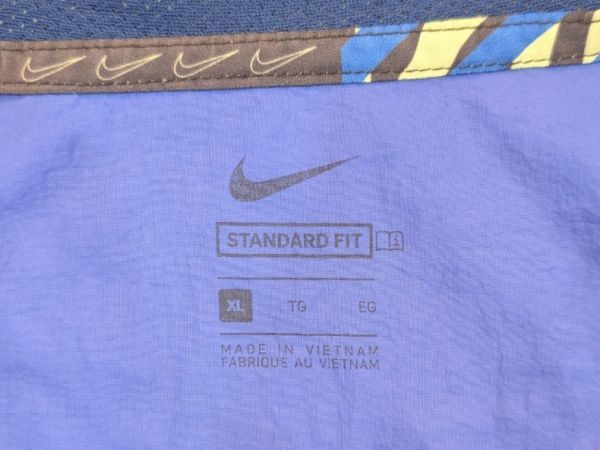 STANDARD FIT
XL TG EG
MADE IN VIETNAM
FABRIQUE AU VIETNAM